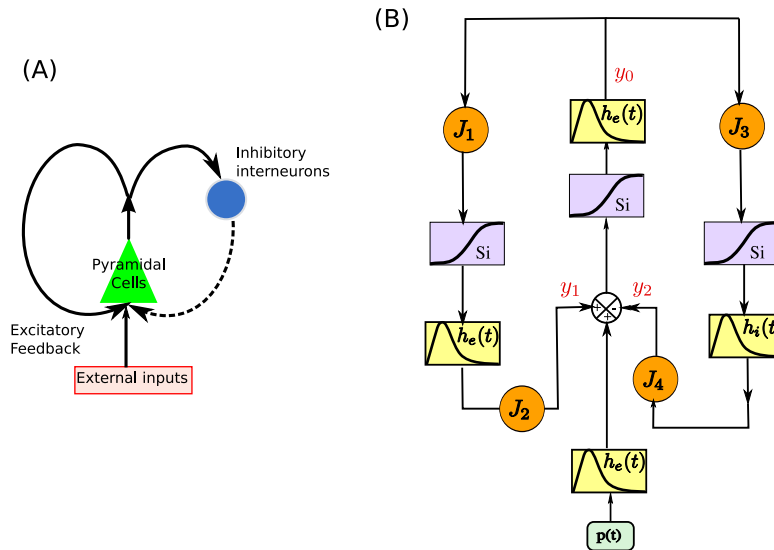 (A)
Inhibitory
interneurons
Pyramidal
Cells
Excitatory
Feedback
External inputs
(B)
y₀
J₁
hₑ(t)
J₃
Si
Si
Si
y₁
y₂
+
-
+
hₑ(t)
hᵢ(t)
J₂
J₄
hₑ(t)
p(t)